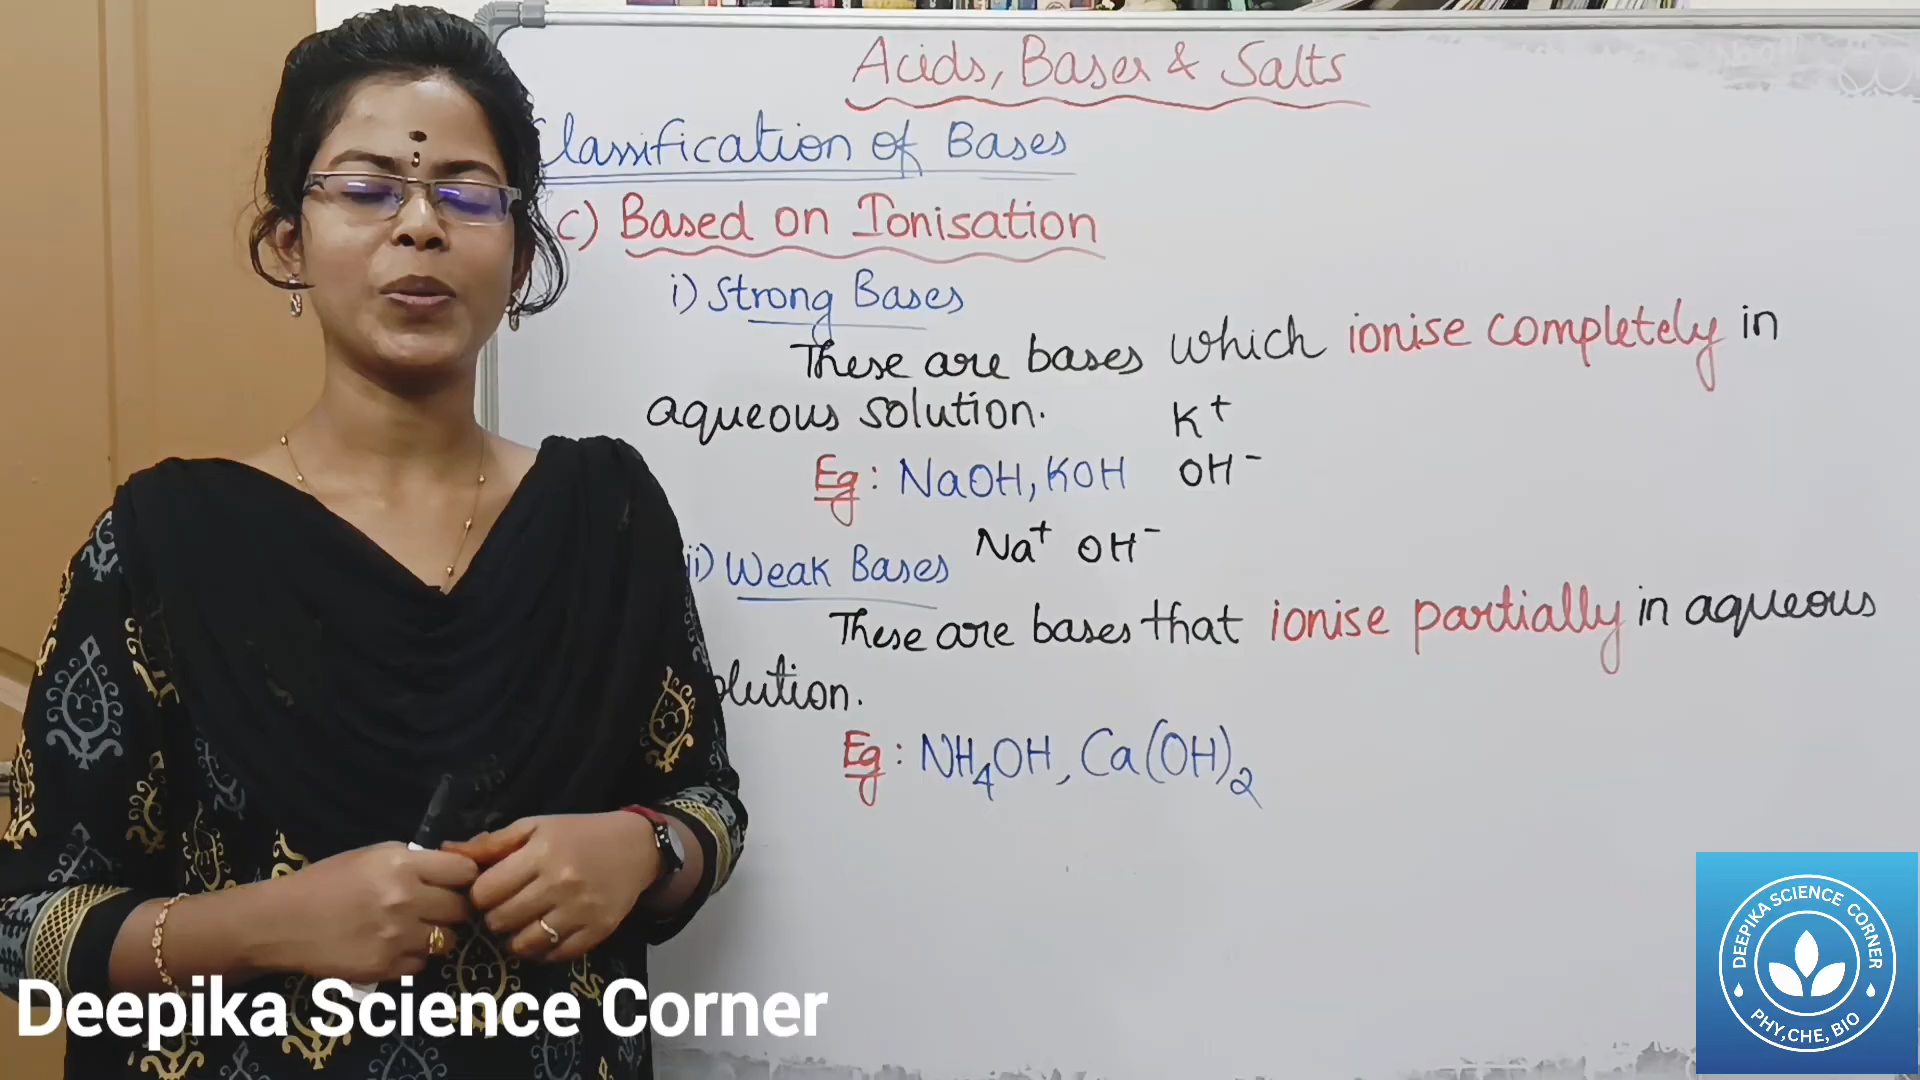 Acids, Bases & Salts
Classification of Bases
c) Based on Ionisation
i) Strong Bases
These are bases which ionise completely in
aqueous solution.
K+
Eg: NaOH, KOH OH-
Na+ OH-
ii) Weak Bases
These are bases that ionise partially in aqueous
olution.
Eg: NH4OH, Ca(OH)2
Deepika Science Corner
DEEPIKA SCIENCE CORNER
PHY,CHE, BIO